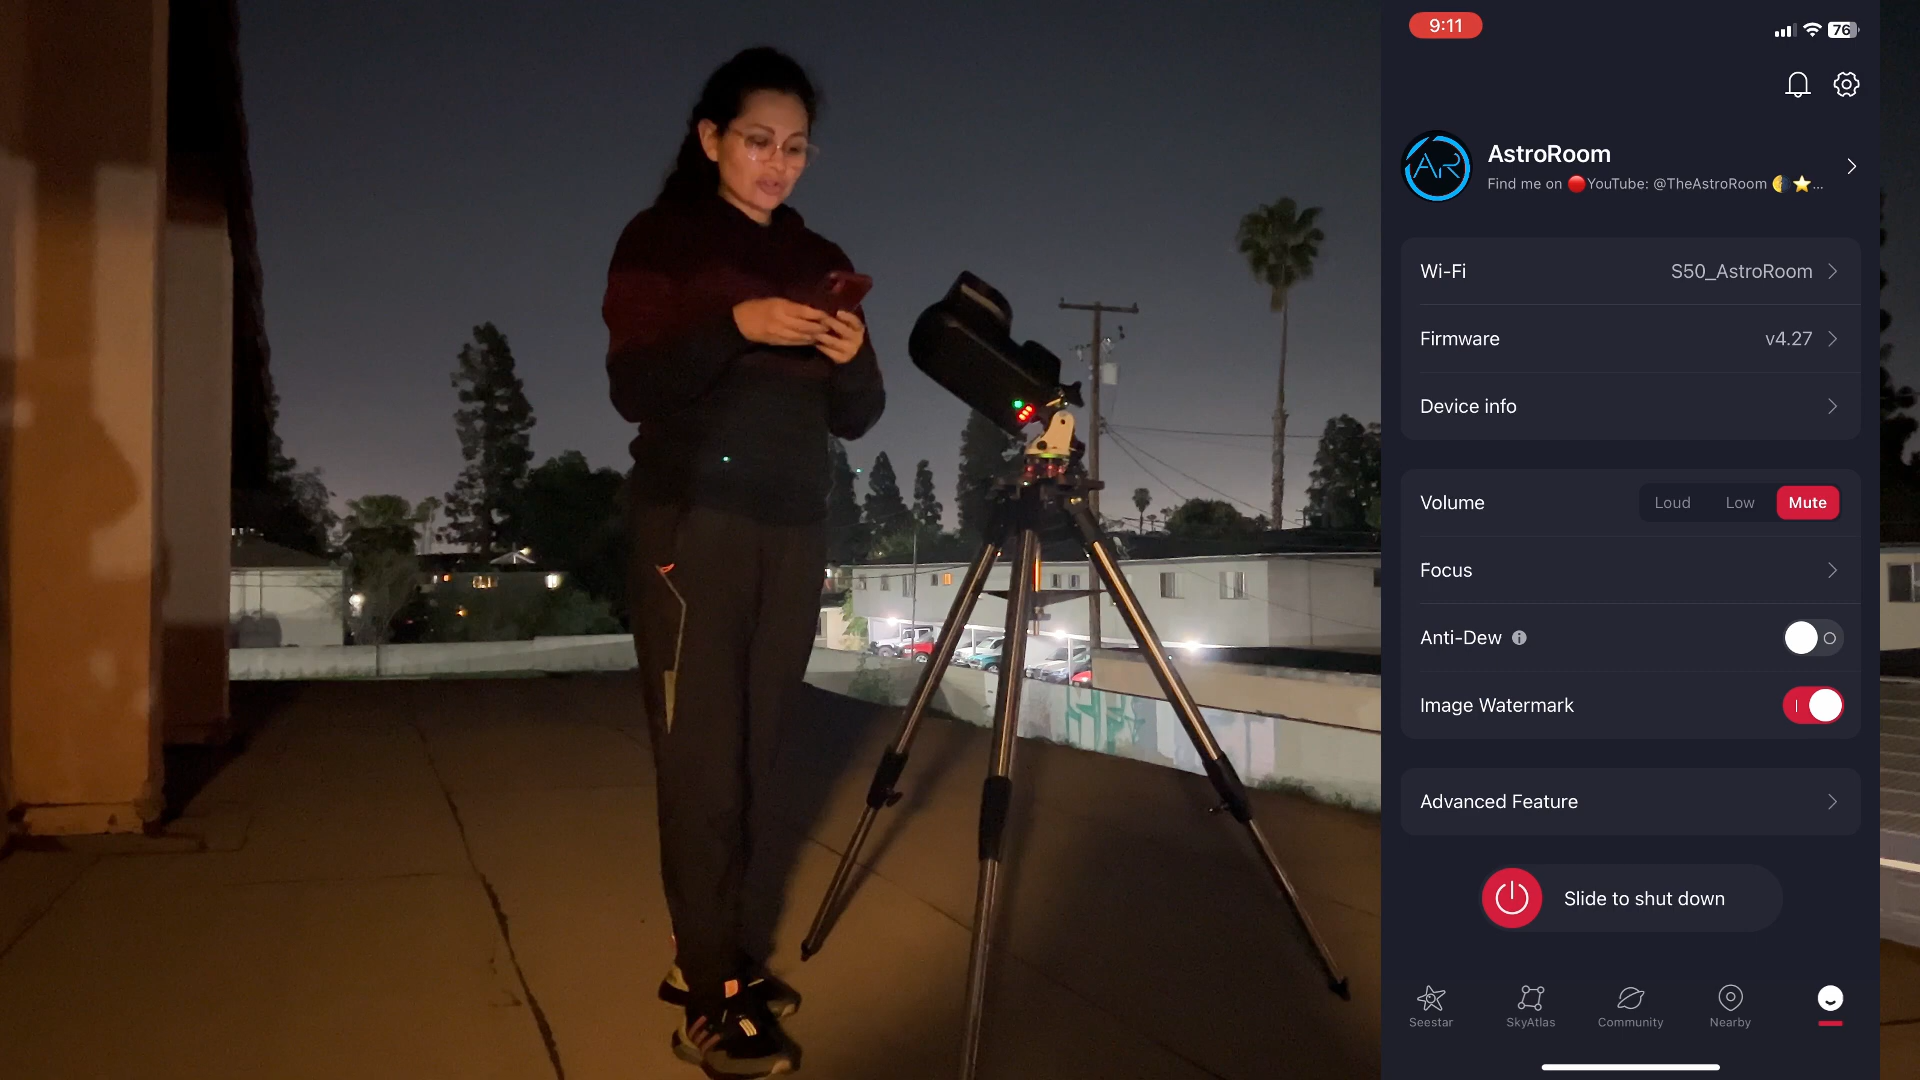 9:11
76
AR
AstroRoom
Find me on 🔴YouTube: @TheAstroRoom 🌗⭐...
Wi-Fi S50_AstroRoom
Firmware v4.27
Device info
Volume Loud Low Mute
Focus
Anti-Dew
Image Watermark
Advanced Feature
Slide to shut down
Seestar SkyAtlas Community Nearby